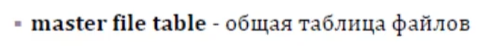 ▪ master file table - общая таблица файлов